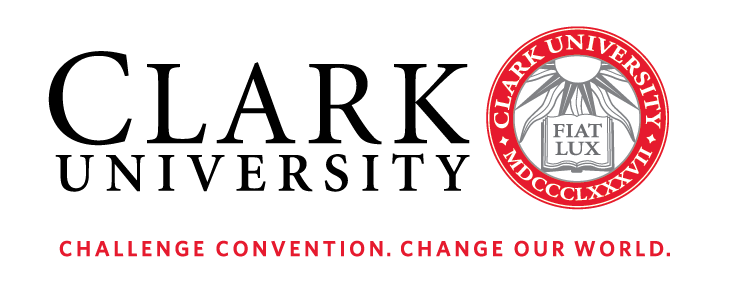 CLARK
UNIVERSITY
CLARK UNIVERSITY
FIAT
LUX
MDCCCLXXXVII
CHALLENGE CONVENTION. CHANGE OUR WORLD.